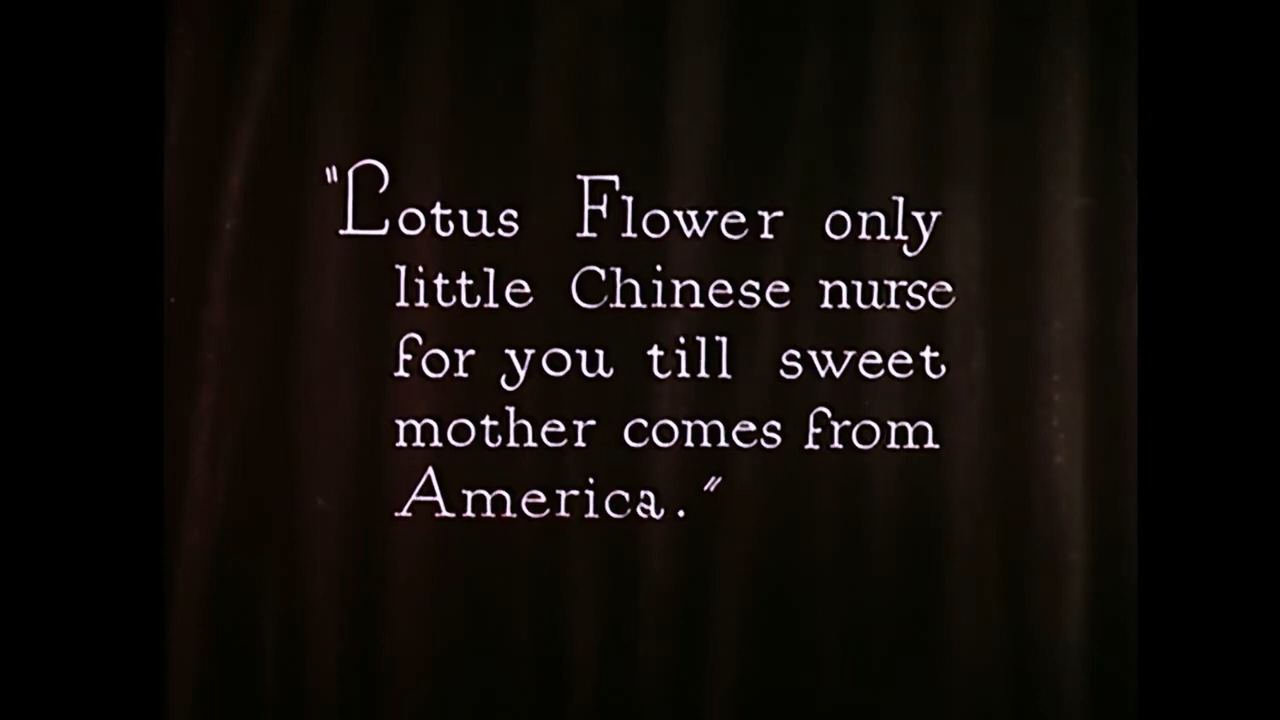 "Lotus Flower only
little Chinese nurse
for you till sweet
mother comes from
America."